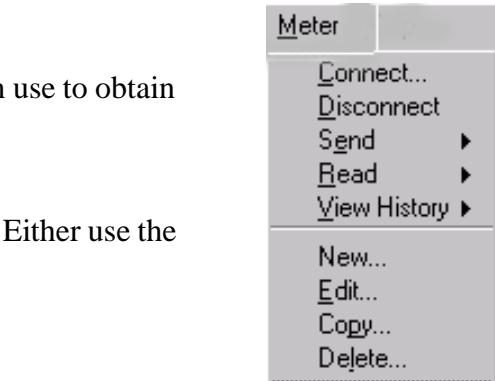 n use to obtain
Either use the
Meter
Connect...
Disconnect
Send
Read
View History
New...
Edit...
Copy...
Delete...